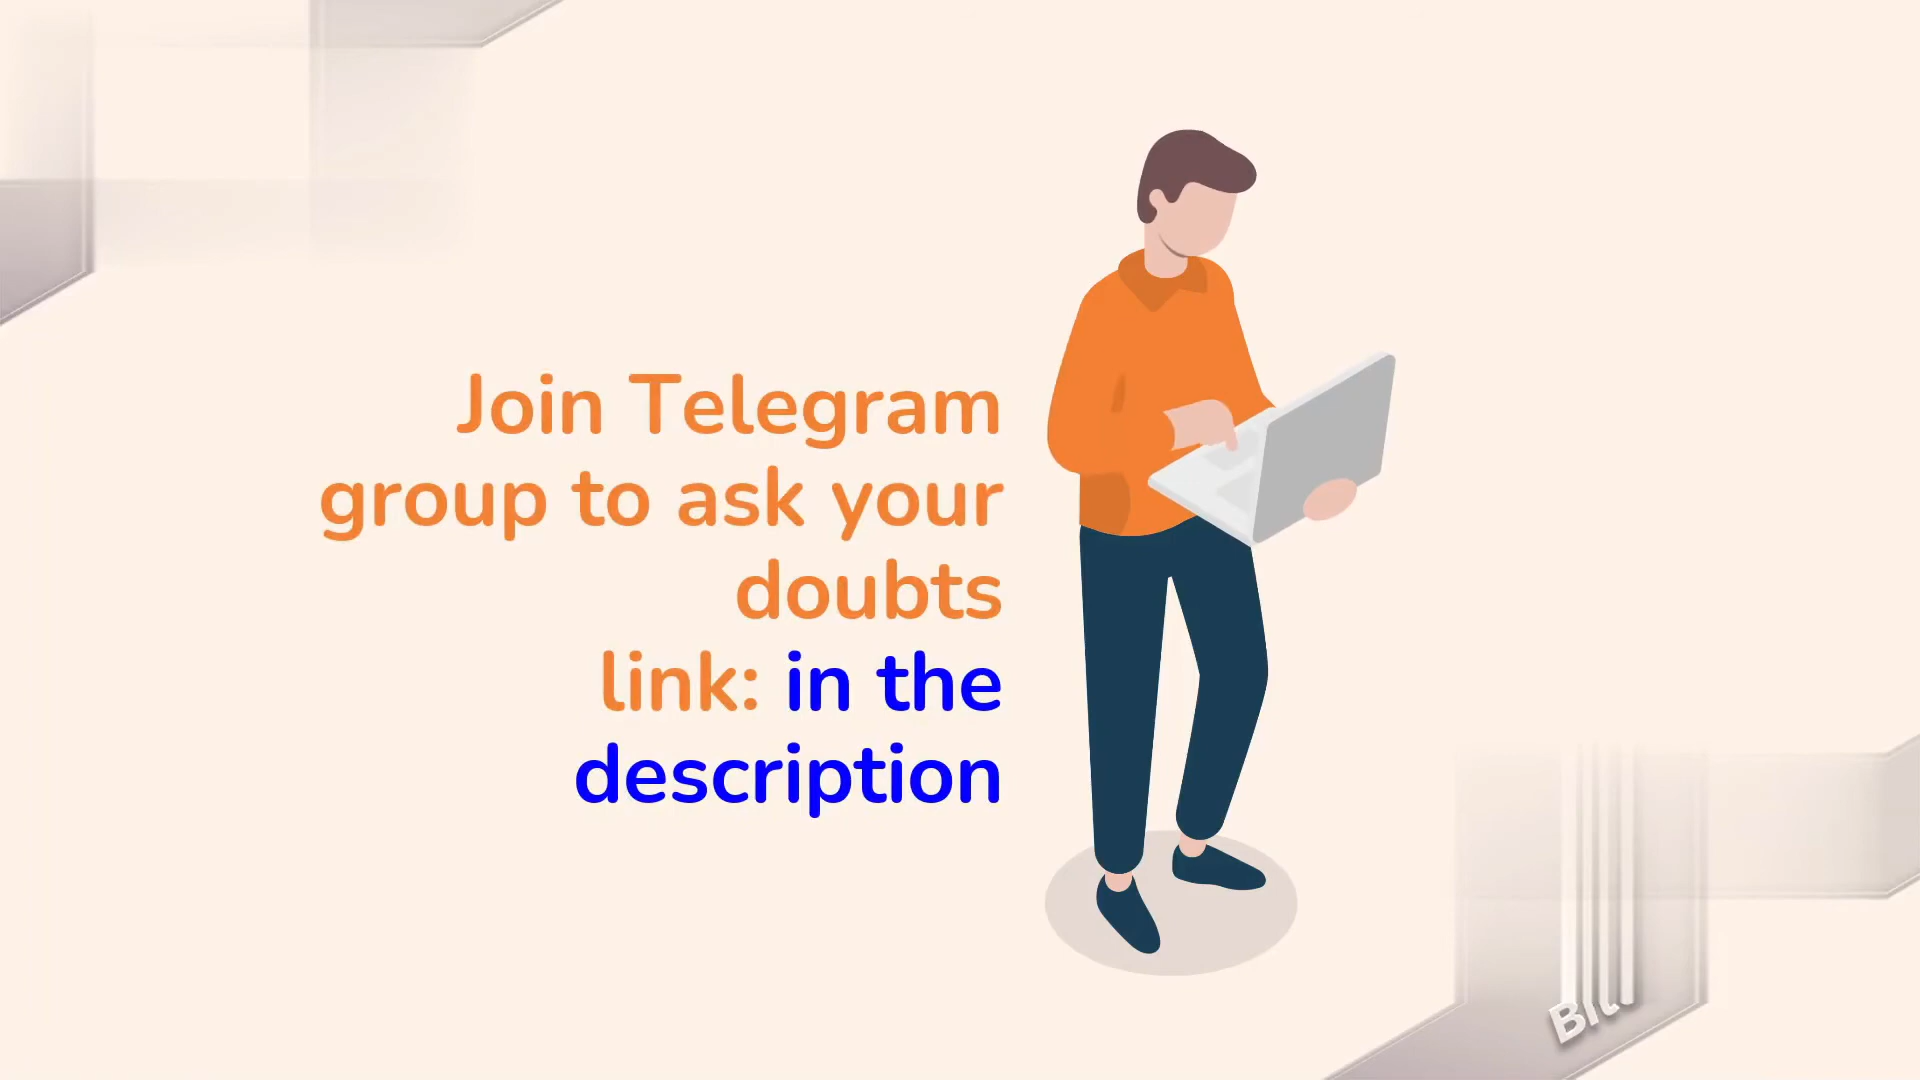 Join Telegram
group to ask your
doubts
link: in the
description